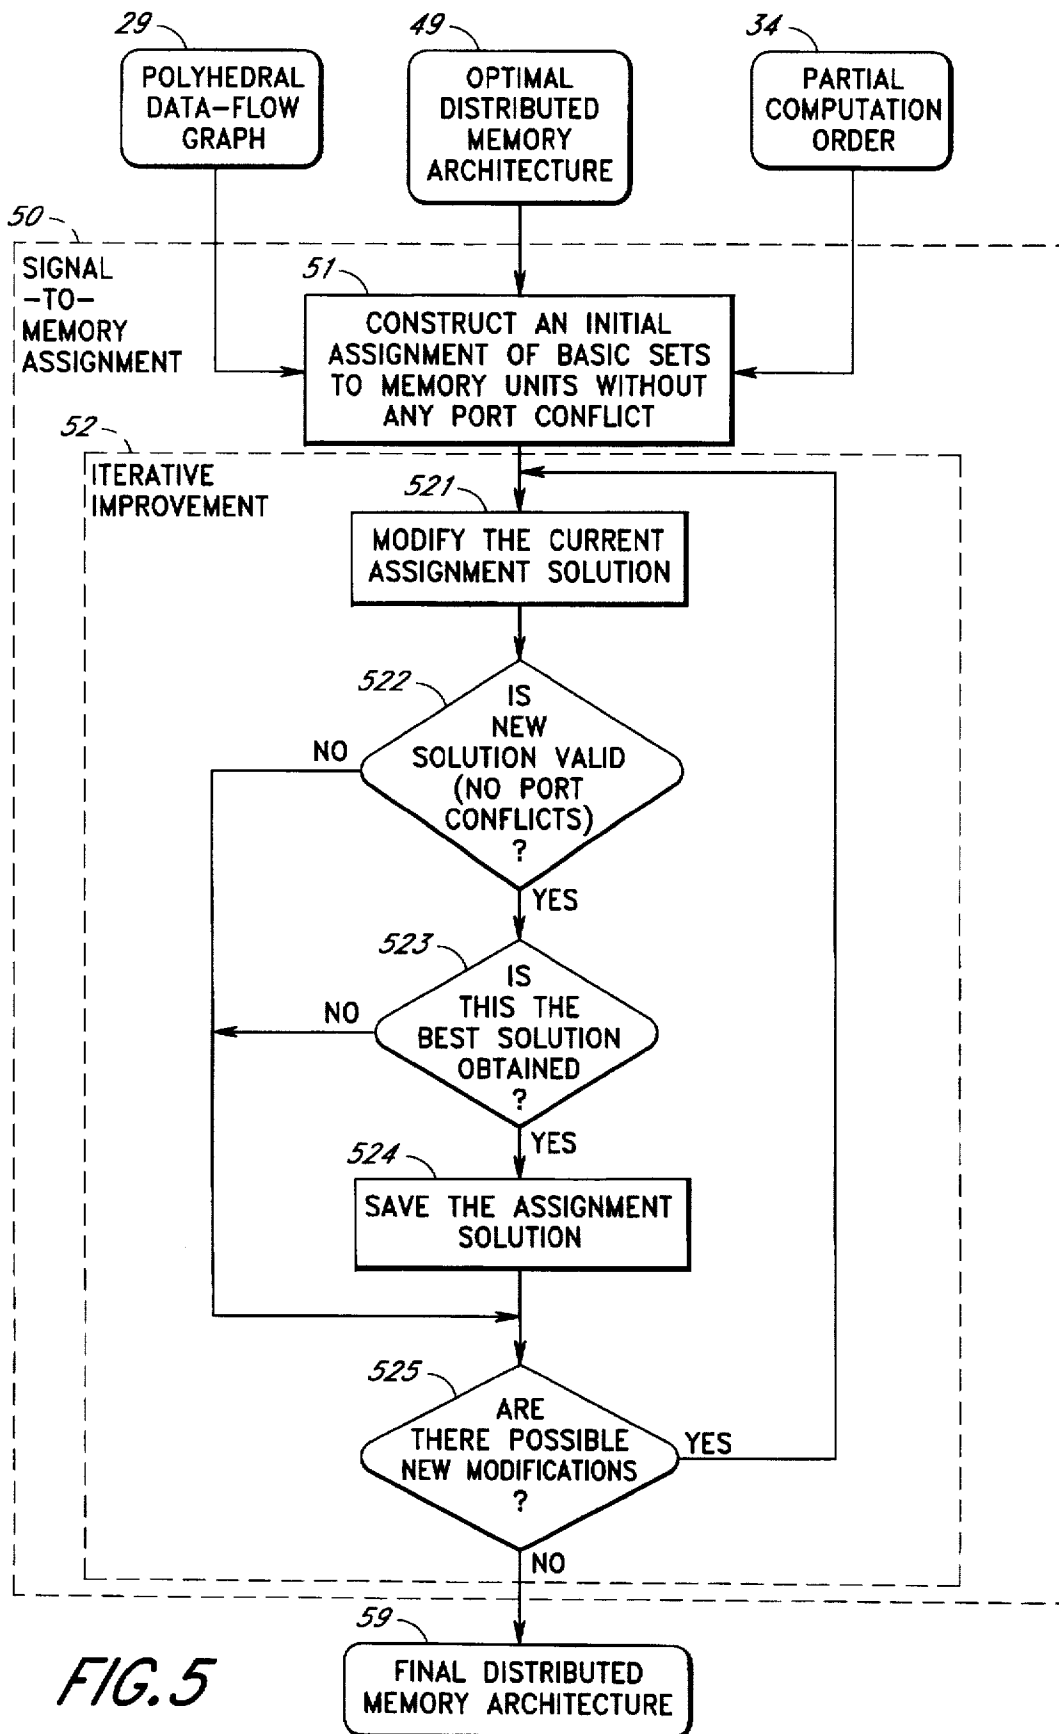 29
POLYHEDRAL
DATA-FLOW
GRAPH
49
OPTIMAL
DISTRIBUTED
MEMORY
ARCHITECTURE
34
PARTIAL
COMPUTATION
ORDER
50
SIGNAL
-TO-
MEMORY
ASSIGNMENT
51
CONSTRUCT AN INITIAL
ASSIGNMENT OF BASIC SETS
TO MEMORY UNITS WITHOUT
ANY PORT CONFLICT
52
ITERATIVE
IMPROVEMENT
521
MODIFY THE CURRENT
ASSIGNMENT SOLUTION
522
IS
NEW
SOLUTION VALID
(NO PORT
CONFLICTS)
?
NO
YES
523
IS
THIS THE
BEST SOLUTION
OBTAINED
?
NO
YES
524
SAVE THE ASSIGNMENT
SOLUTION
525
ARE
THERE POSSIBLE
NEW MODIFICATIONS
?
YES
NO
59
FINAL DISTRIBUTED
MEMORY ARCHITECTURE
FIG.5